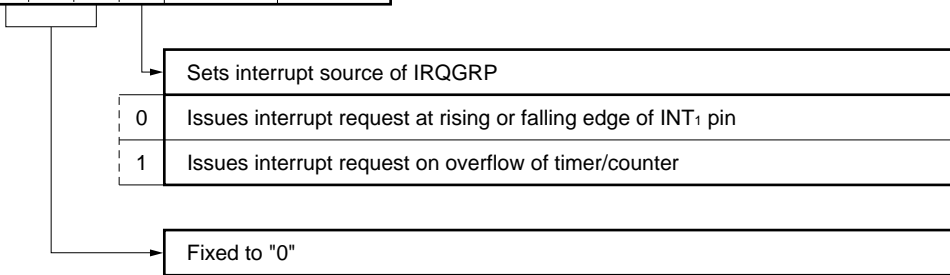 Sets interrupt source of IRQGRP
0 Issues interrupt request at rising or falling edge of INT₁ pin
1 Issues interrupt request on overflow of timer/counter
Fixed to "0"